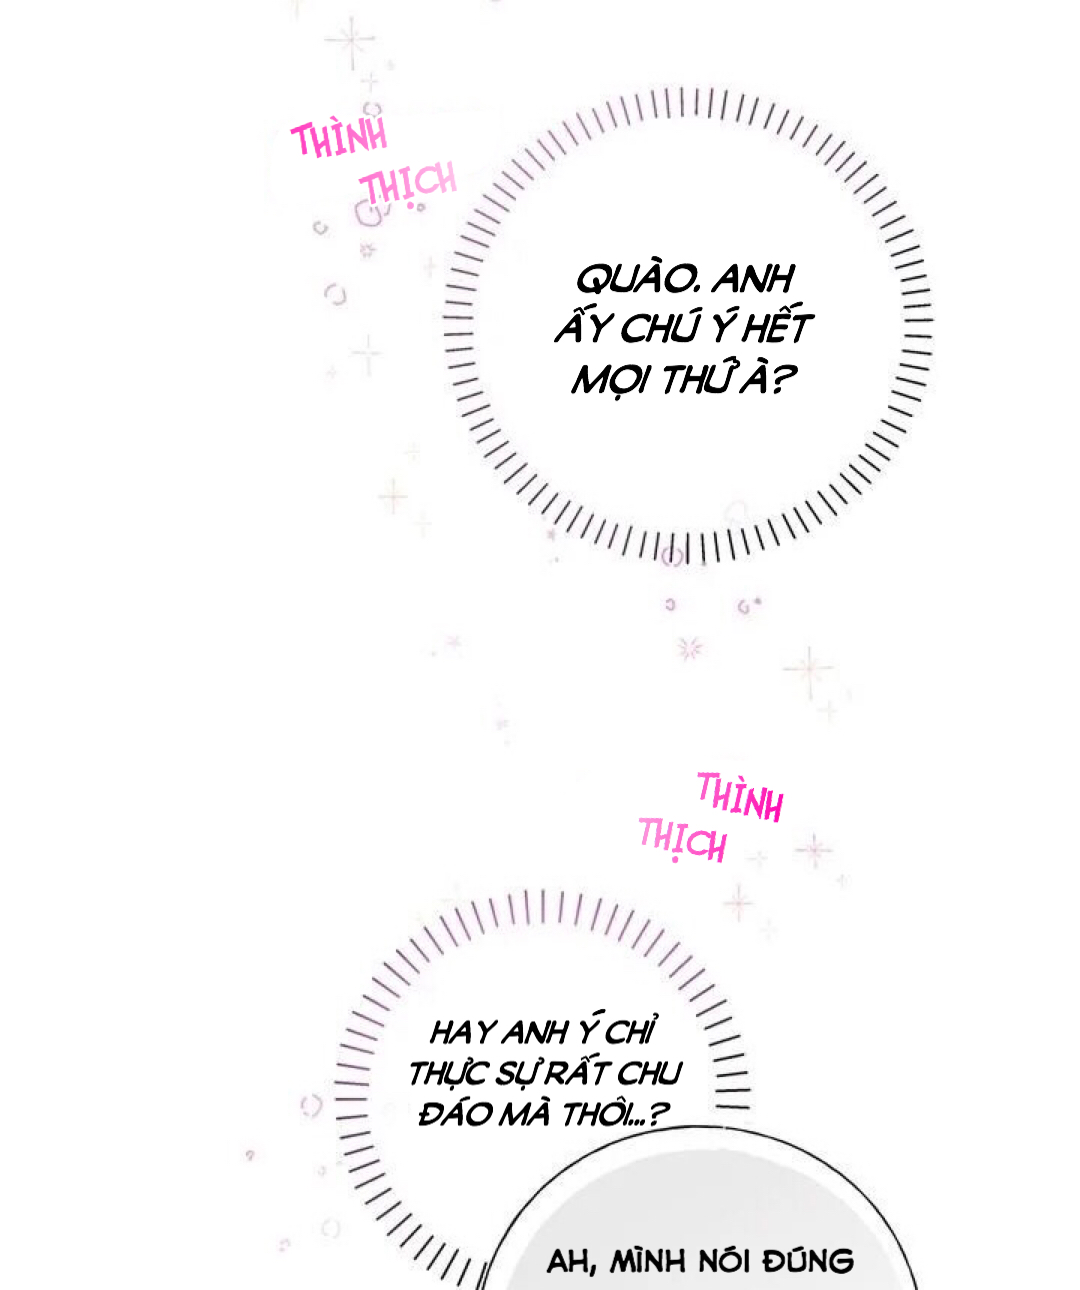 THÌNH
THỊCH
QUÀO. ANH
ẤY CHÚ Ý HẾT
MỌI THỨ À?
THÌNH
THỊCH
HAY ANH Ý CHỈ
THỰC SỰ RẤT CHU
ĐÁO MÀ THÔI...?
AH, MÌNH NÓI ĐÚNG